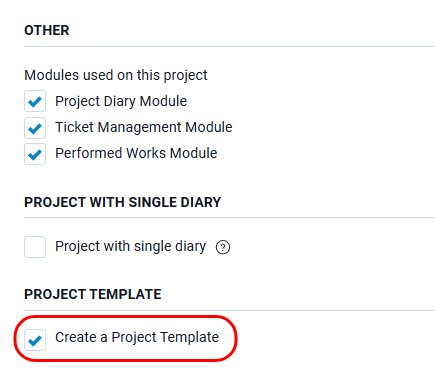 OTHER
Modules used on this project
Project Diary Module
Ticket Management Module
Performed Works Module
PROJECT WITH SINGLE DIARY
Project with single diary ?
PROJECT TEMPLATE
Create a Project Template